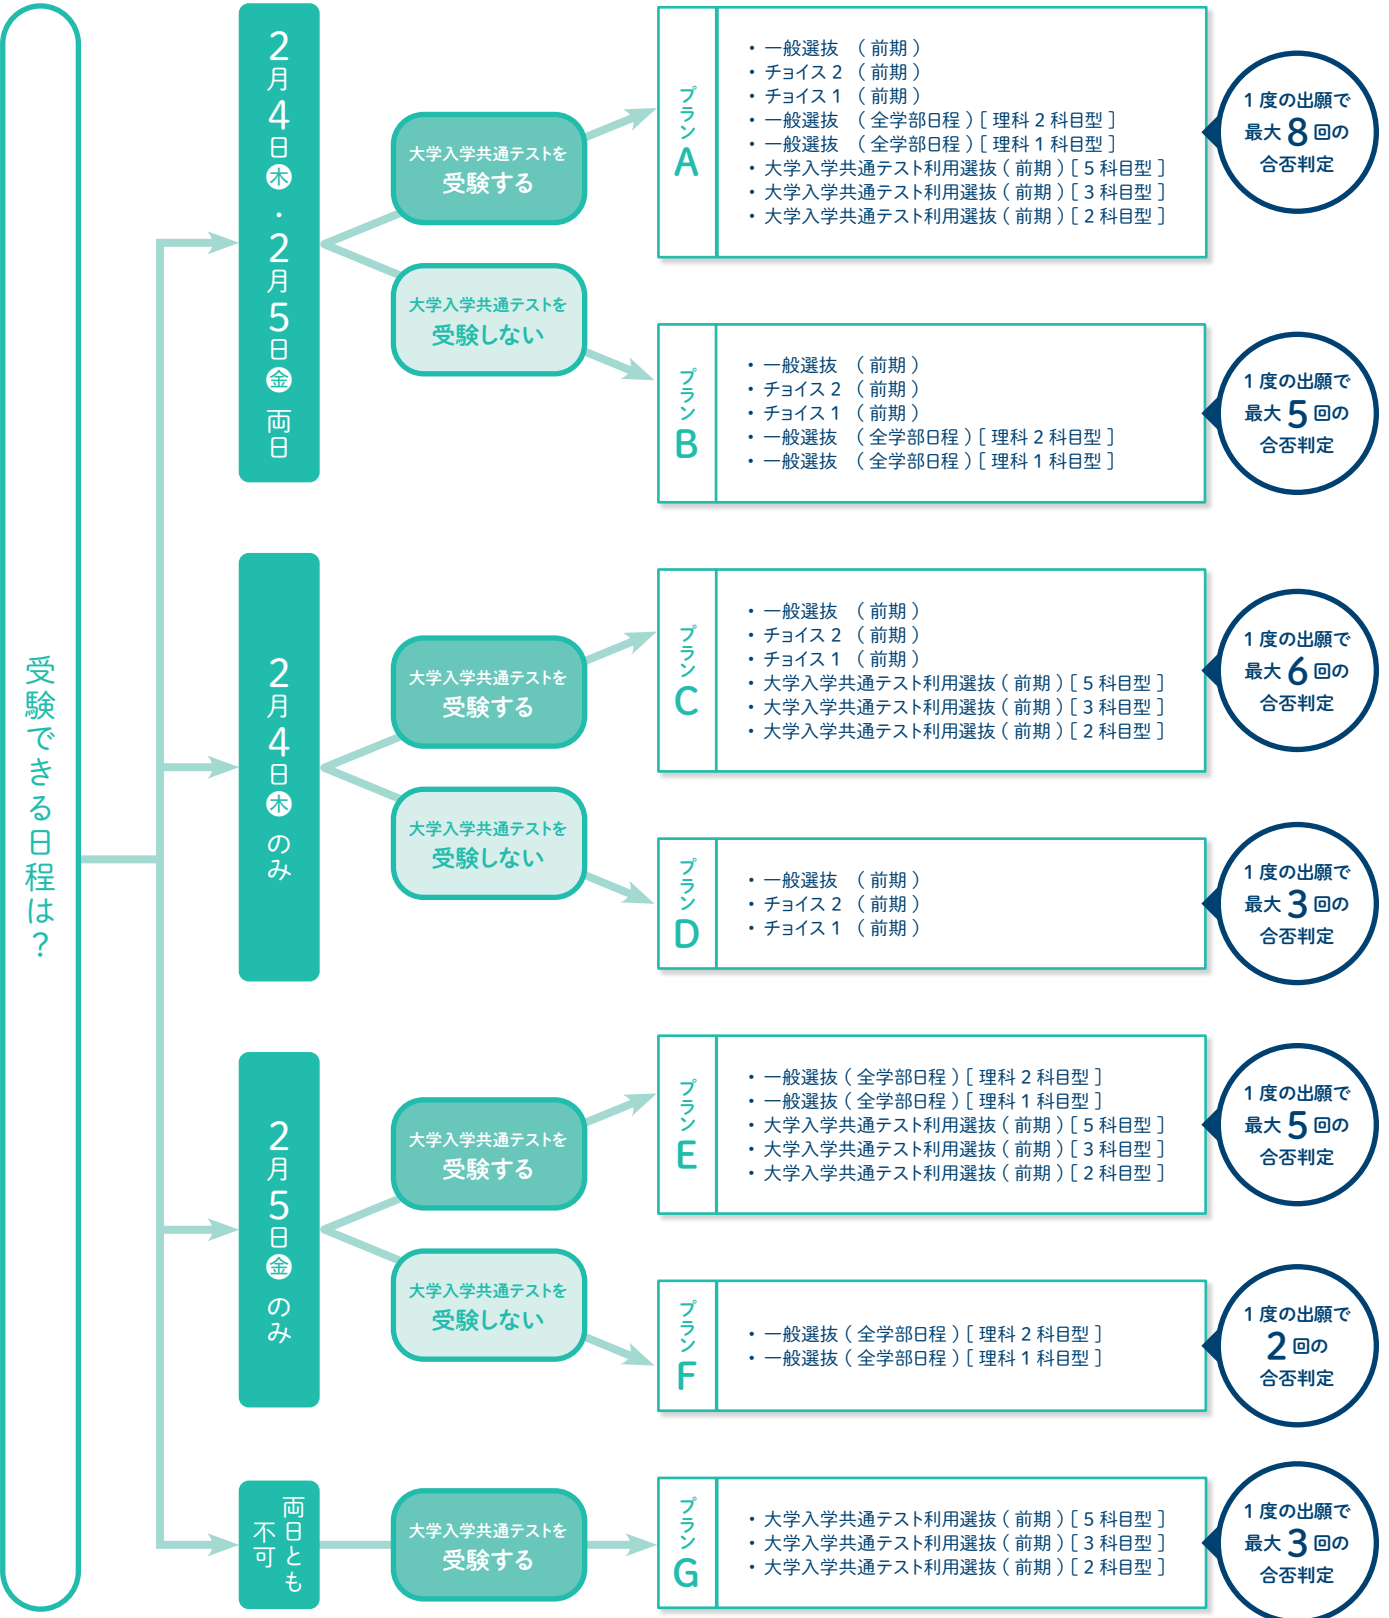 受験できる日程は？
2月4日㊍・2月5日㊎ 両日
大学入学共通テストを
受験する
プランA
・ 一般選抜 （ 前期 ）
・ チョイス 2 （ 前期 ）
・ チョイス 1 （ 前期 ）
・ 一般選抜 （ 全学部日程 ）［ 理科 2 科目型 ］
・ 一般選抜 （ 全学部日程 ）［ 理科 1 科目型 ］
・ 大学入学共通テスト利用選抜（ 前期 ）［ 5 科目型 ］
・ 大学入学共通テスト利用選抜（ 前期 ）［ 3 科目型 ］
・ 大学入学共通テスト利用選抜（ 前期 ）［ 2 科目型 ］
1 度の出願で
最大 8 回の
合否判定
大学入学共通テストを
受験しない
プランB
・ 一般選抜 （ 前期 ）
・ チョイス 2 （ 前期 ）
・ チョイス 1 （ 前期 ）
・ 一般選抜 （ 全学部日程 ）［ 理科 2 科目型 ］
・ 一般選抜 （ 全学部日程 ）［ 理科 1 科目型 ］
1 度の出願で
最大 5 回の
合否判定
2月4日㊍ のみ
大学入学共通テストを
受験する
プランC
・ 一般選抜 （ 前期 ）
・ チョイス 2 （ 前期 ）
・ チョイス 1 （ 前期 ）
・ 大学入学共通テスト利用選抜（ 前期 ）［ 5 科目型 ］
・ 大学入学共通テスト利用選抜（ 前期 ）［ 3 科目型 ］
・ 大学入学共通テスト利用選抜（ 前期 ）［ 2 科目型 ］
1 度の出願で
最大 6 回の
合否判定
大学入学共通テストを
受験しない
プランD
・ 一般選抜 （ 前期 ）
・ チョイス 2 （ 前期 ）
・ チョイス 1 （ 前期 ）
1 度の出願で
最大 3 回の
合否判定
2月5日㊎ のみ
大学入学共通テストを
受験する
プランE
・ 一般選抜（ 全学部日程 ）［ 理科 2 科目型 ］
・ 一般選抜（ 全学部日程 ）［ 理科 1 科目型 ］
・ 大学入学共通テスト利用選抜（ 前期 ）［ 5 科目型 ］
・ 大学入学共通テスト利用選抜（ 前期 ）［ 3 科目型 ］
・ 大学入学共通テスト利用選抜（ 前期 ）［ 2 科目型 ］
1 度の出願で
最大 5 回の
合否判定
大学入学共通テストを
受験しない
プランF
・ 一般選抜（ 全学部日程 ）［ 理科 2 科目型 ］
・ 一般選抜（ 全学部日程 ）［ 理科 1 科目型 ］
1 度の出願で
2 回の
合否判定
両日とも
不可
大学入学共通テストを
受験する
プランG
・ 大学入学共通テスト利用選抜（ 前期 ）［ 5 科目型 ］
・ 大学入学共通テスト利用選抜（ 前期 ）［ 3 科目型 ］
・ 大学入学共通テスト利用選抜（ 前期 ）［ 2 科目型 ］
1 度の出願で
最大 3 回の
合否判定